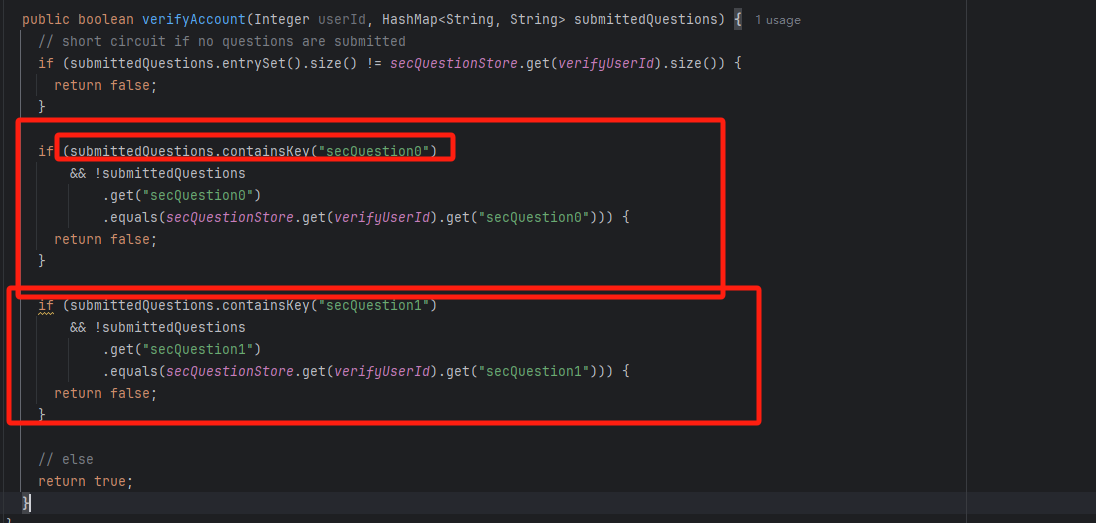 public boolean verifyAccount(Integer userId, HashMap<String, String> submittedQuestions) { 1 usage
// short circuit if no questions are submitted
if (submittedQuestions.entrySet().size() != secQuestionStore.get(verifyUserId).size()) {
return false;
}
if (submittedQuestions.containsKey("secQuestion0")
&& !submittedQuestions
.get("secQuestion0")
.equals(secQuestionStore.get(verifyUserId).get("secQuestion0"))) {
return false;
}
if (submittedQuestions.containsKey("secQuestion1")
&& !submittedQuestions
.get("secQuestion1")
.equals(secQuestionStore.get(verifyUserId).get("secQuestion1"))) {
return false;
}
// else
return true;
}
}